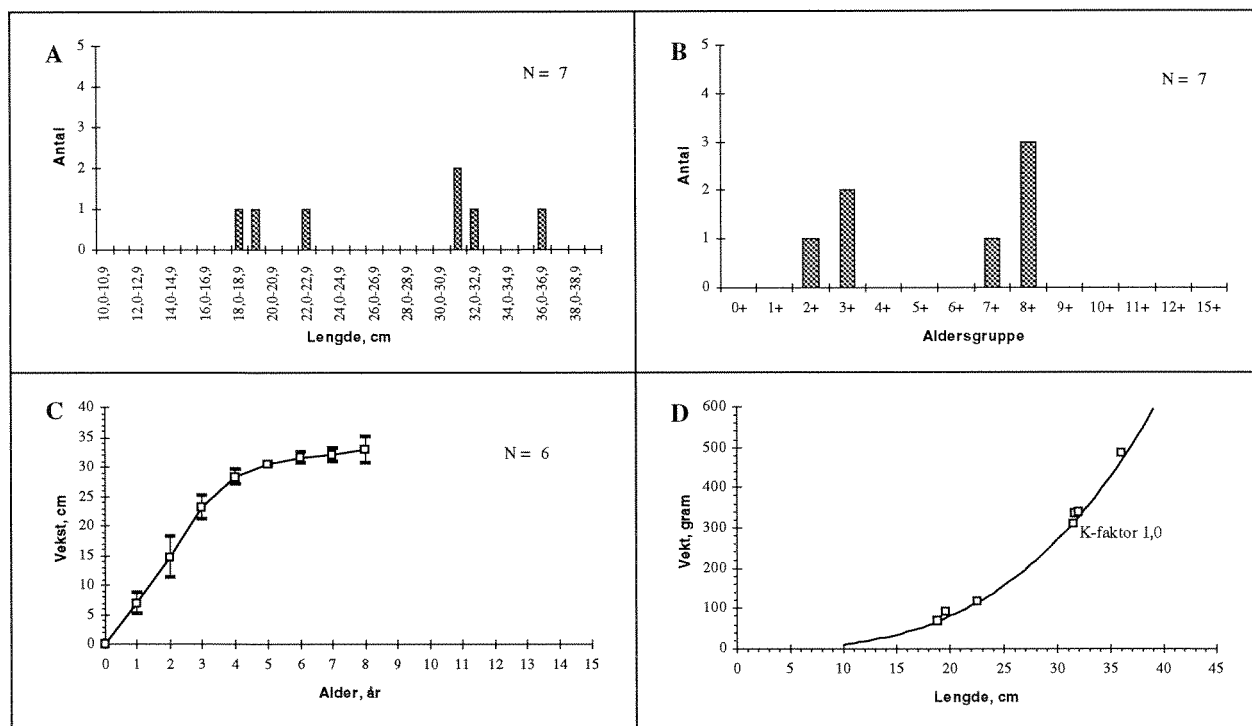 A
N = 7
Antal
5
4
3
2
1
0
10,0-10,9
12,0-12,9
14,0-14,9
16,0-16,9
18,0-18,9
20,0-20,9
22,0-22,9
24,0-24,9
26,0-26,9
28,0-28,9
30,0-30,9
32,0-32,9
34,0-34,9
36,0-36,9
38,0-38,9
Lengde, cm
B
N = 7
Antal
5
4
3
2
1
0
0+ 1+ 2+ 3+ 4+ 5+ 6+ 7+ 8+ 9+ 10+ 11+ 12+ 15+
Aldersgruppe
C
N = 6
Vekst, cm
40
35
30
25
20
15
10
5
0
0 1 2 3 4 5 6 7 8 9 10 11 12 13 14 15
Alder, år
D
Vekt, gram
600
500
400
300
200
100
0
K-faktor 1,0
0 5 10 15 20 25 30 35 40 45
Lengde, cm